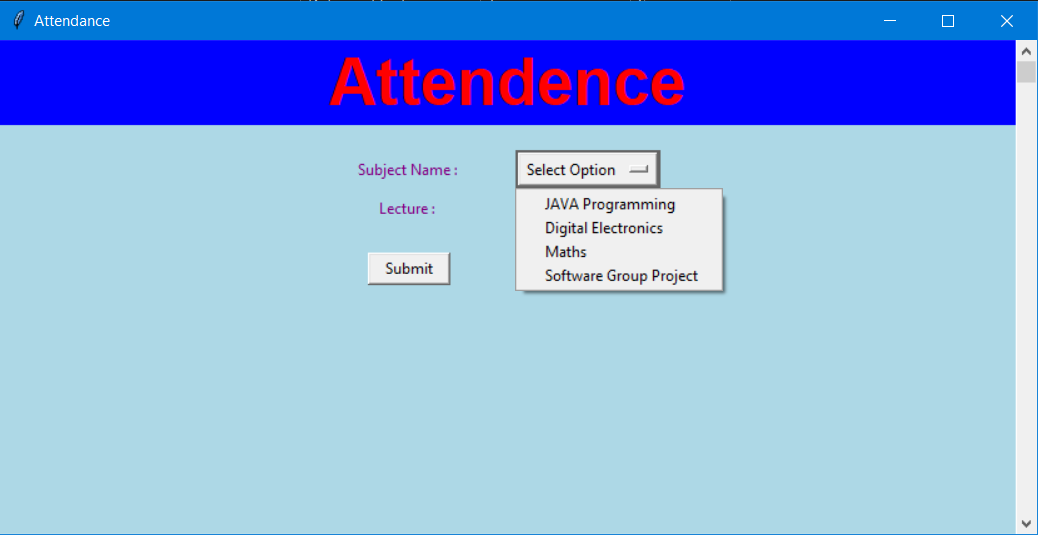 Attendance
Attendence
Subject Name :
Select Option
Lecture :
JAVA Programming
Digital Electronics
Maths
Software Group Project
Submit